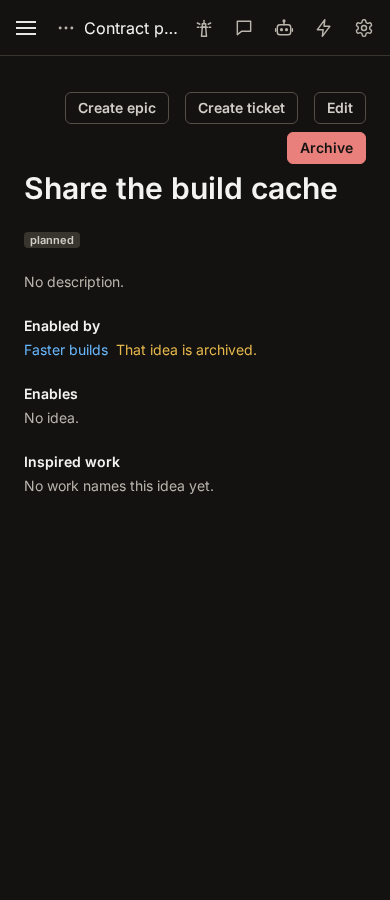 Contract p...
Create epic
Create ticket
Edit
Archive
Share the build cache
planned
No description.
Enabled by
Faster builds That idea is archived.
Enables
No idea.
Inspired work
No work names this idea yet.